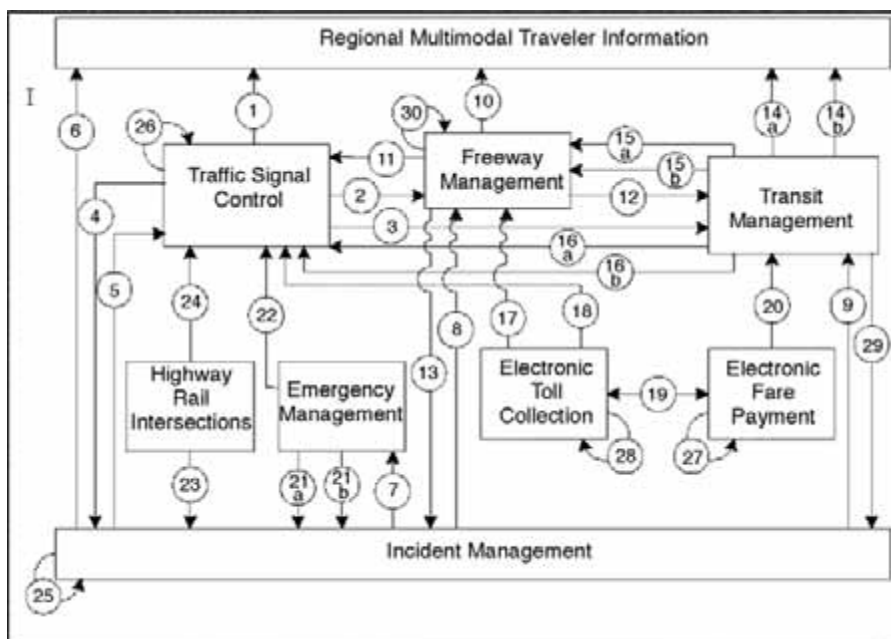 Regional Multimodal Traveler Information
I
6
1
10
14
a
14
b
26
30
15
a
11
Freeway
Management
15
b
Traffic Signal
Control
2
12
Transit
Management
4
3
16
a
16
b
5
24
22
8
17
18
20
9
29
13
Highway
Rail
Intersections
Emergency
Management
Electronic
Toll
Collection
19
Electronic
Fare
Payment
28
27
23
21
a
21
b
7
Incident Management
25